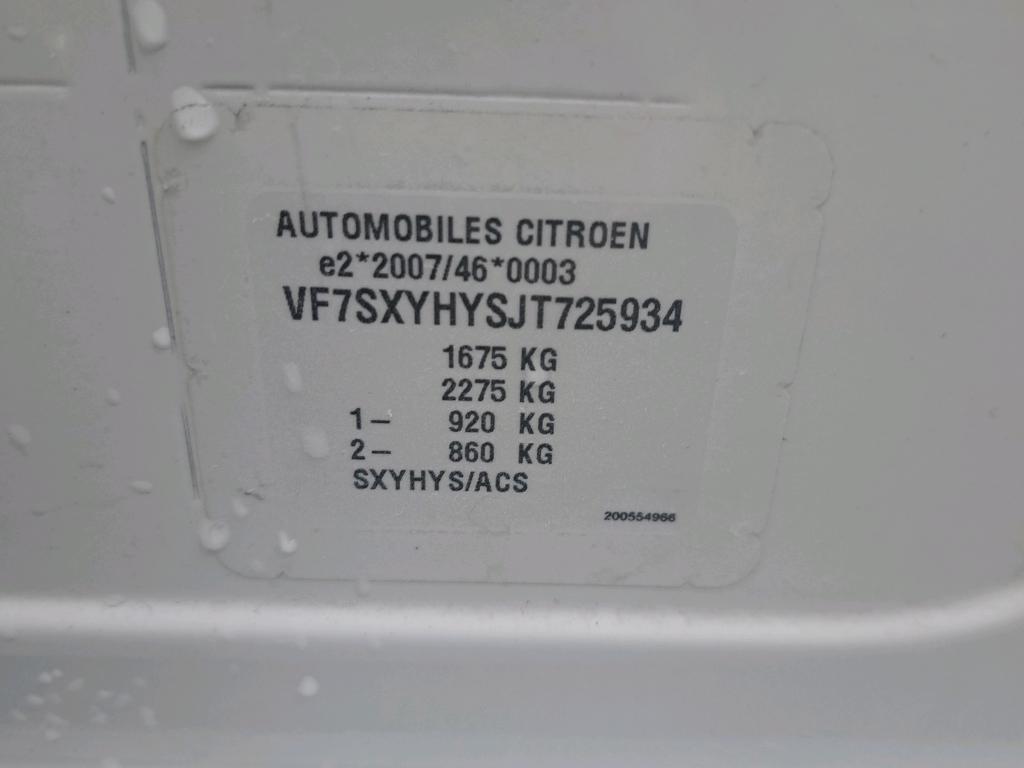 AUTOMOBILES CITROEN
e2*2007/46*0003
VF7SXYHYSJT725934
1675 KG
2275 KG
1- 920 KG
2- 860 KG
SXYHYS/ACS
200554966